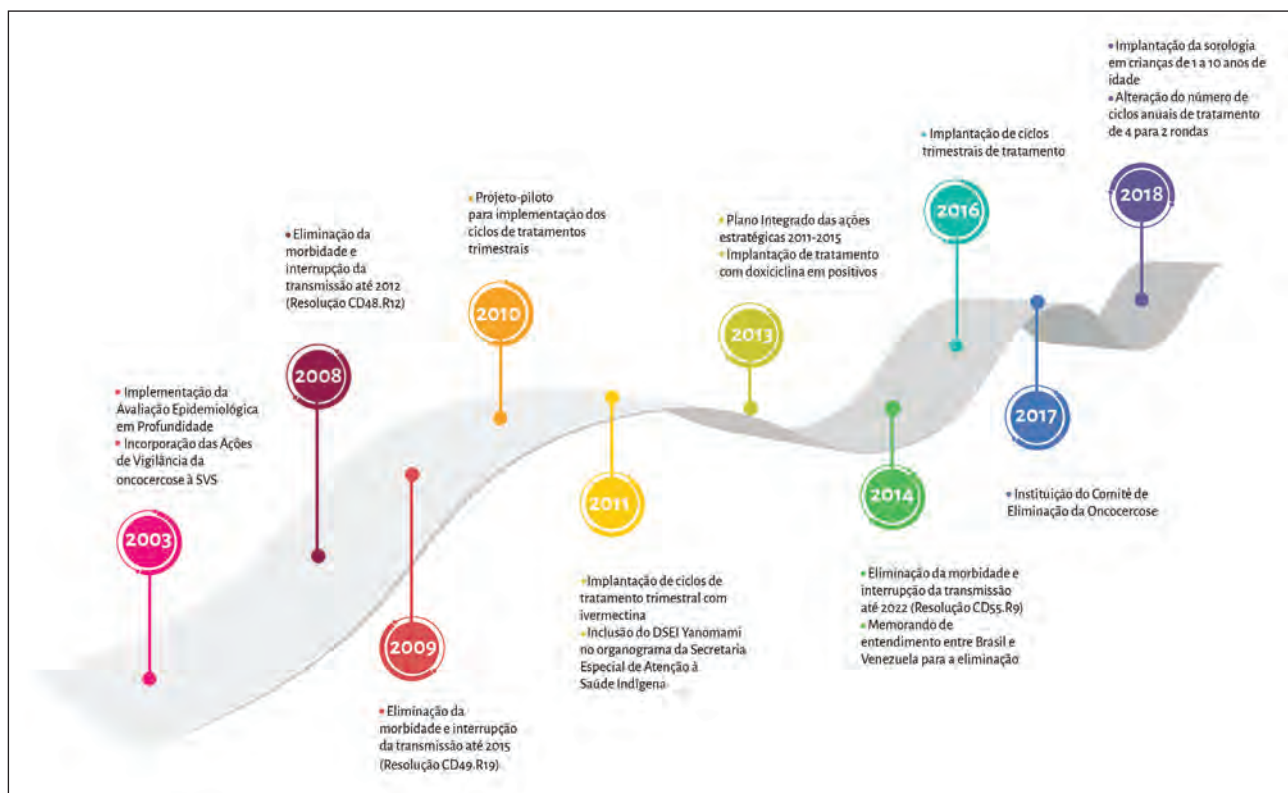 2003
• Implementação da
Avaliação Epidemiológica
em Profundidade
• Incorporação das Ações
de Vigilância da
oncocercose à SVS
2008
• Eliminação da
morbidade e
interrupção da
transmissão até 2012
(Resolução CD48.R12)
2009
• Eliminação da
morbidade e interrupção
da transmissão até 2015
(Resolução CD49.R19)
2010
• Projeto-piloto
para implementação dos
ciclos de tratamentos
trimestrais
2011
• Implantação de ciclos de
tratamento trimestral com
ivermectina
• Inclusão do DSEI Yanomami
no organograma da Secretaria
Especial de Atenção à
Saúde Indígena
2013
• Plano Integrado das ações
estratégicas 2011-2015
• Implantação de tratamento
com doxiciclina em positivos
2014
• Eliminação da morbidade e
interrupção da transmissão
até 2022 (Resolução CD55.R9)
• Memorando de
entendimento entre Brasil e
Venezuela para a eliminação
2016
• Implantação de ciclos
trimestrais de tratamento
2017
• Instituição do Comitê de
Eliminação da Oncocercose
2018
• Implantação da sorologia
em crianças de 1 a 10 anos de
idade
• Alteração do número de
ciclos anuais de tratamento
de 4 para 2 rondas